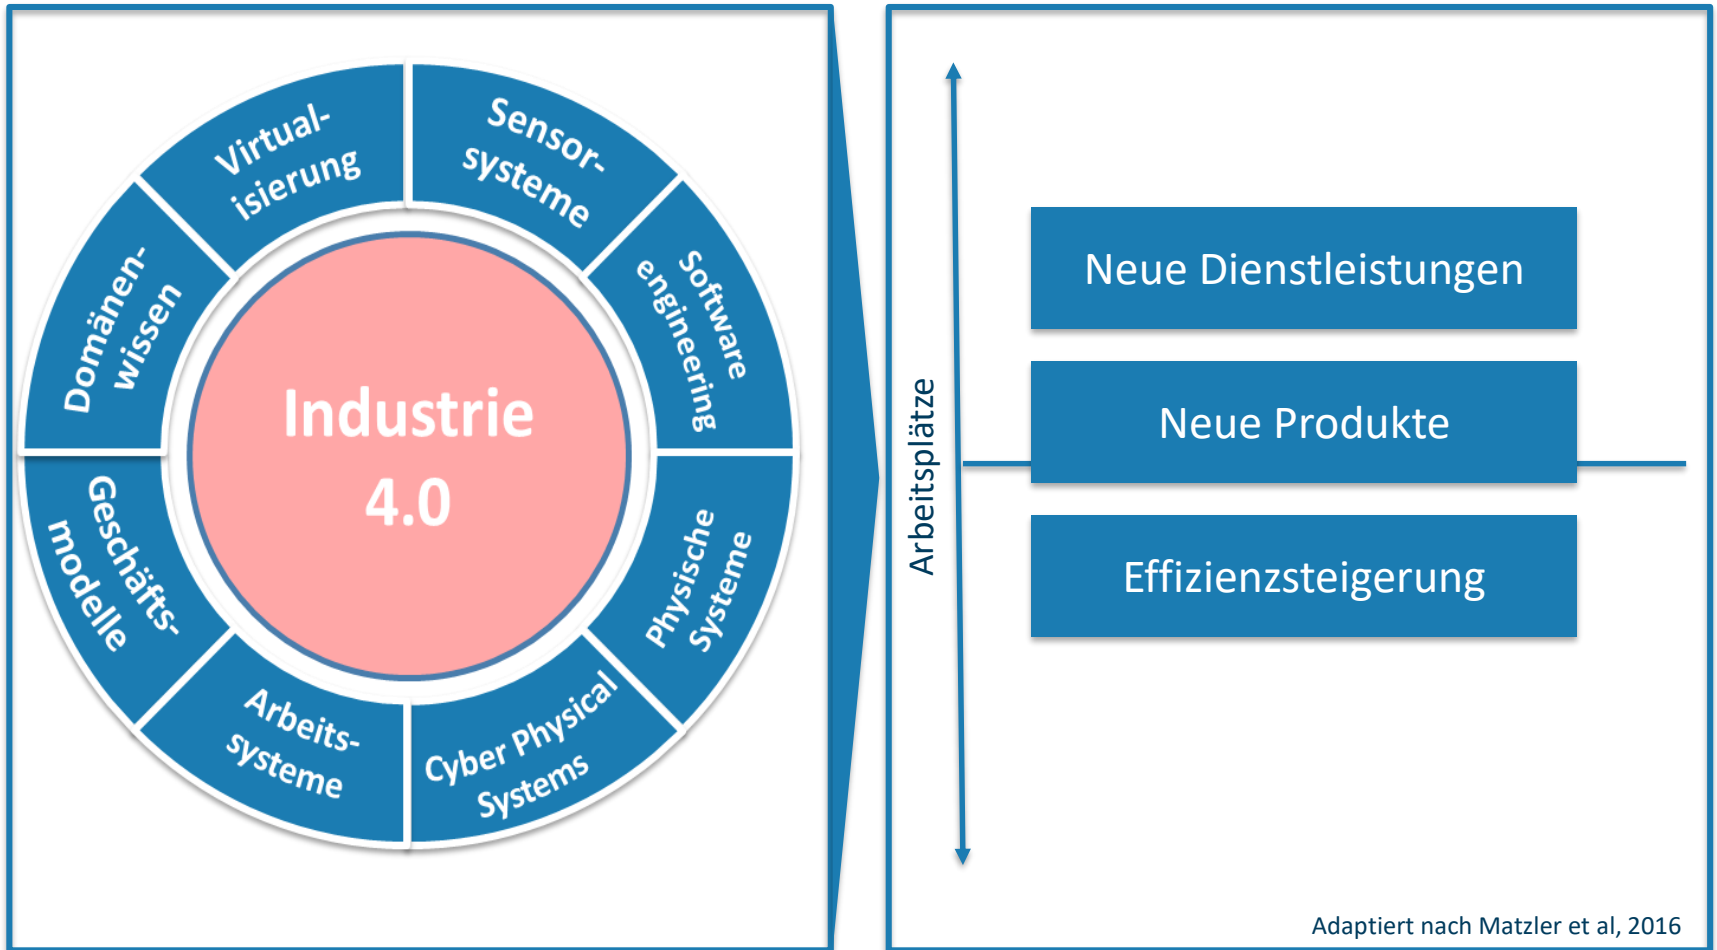 Virtual-
isierung
Sensor-
systeme
Software
engineering
Physische
Systeme
Cyber Physical
Systems
Arbeits-
systeme
Geschäfts-
modelle
Domänen-
wissen
Industrie
4.0
Arbeitsplätze
Neue Dienstleistungen
Neue Produkte
Effizienzsteigerung
Adaptiert nach Matzler et al, 2016